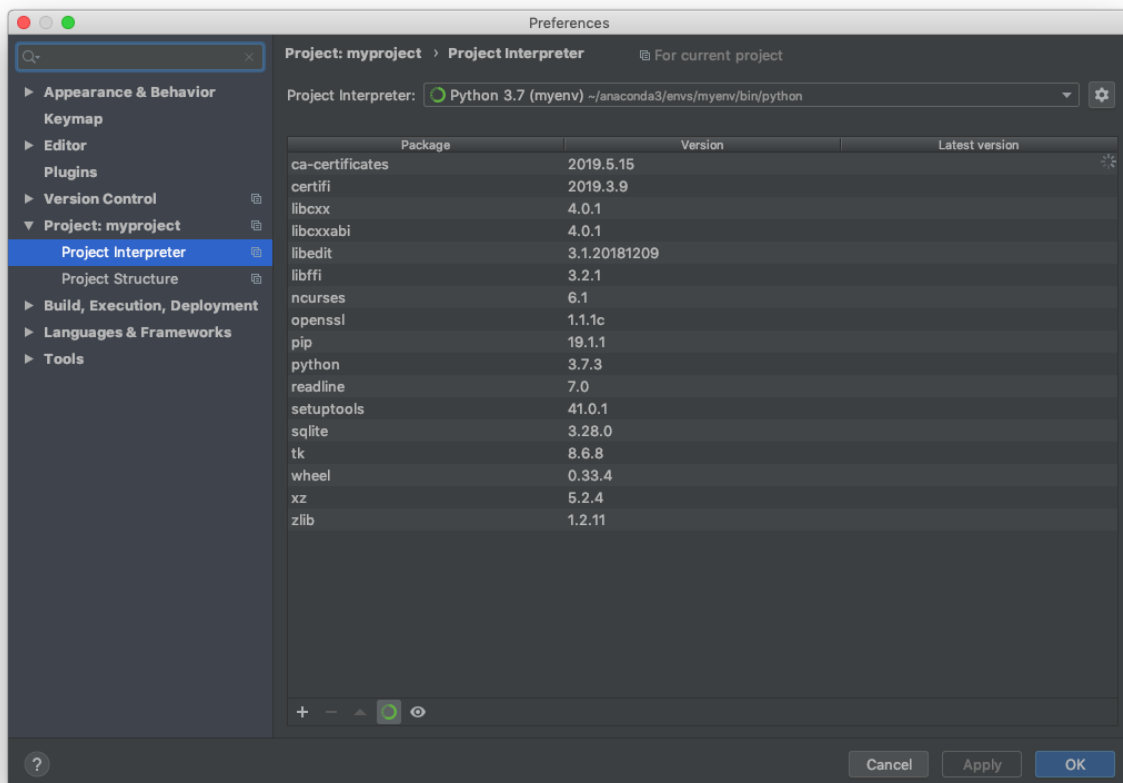 Preferences
Project: myproject › Project Interpreter For current project
Appearance & Behavior
Keymap
Editor
Plugins
Version Control
Project: myproject
Project Interpreter
Project Structure
Build, Execution, Deployment
Languages & Frameworks
Tools
Project Interpreter: Python 3.7 (myenv) ~/anaconda3/envs/myenv/bin/python
Package Version Latest version
ca-certificates 2019.5.15
certifi 2019.3.9
libcxx 4.0.1
libcxxabi 4.0.1
libedit 3.1.20181209
libffi 3.2.1
ncurses 6.1
openssl 1.1.1c
pip 19.1.1
python 3.7.3
readline 7.0
setuptools 41.0.1
sqlite 3.28.0
tk 8.6.8
wheel 0.33.4
xz 5.2.4
zlib 1.2.11
? Cancel Apply OK